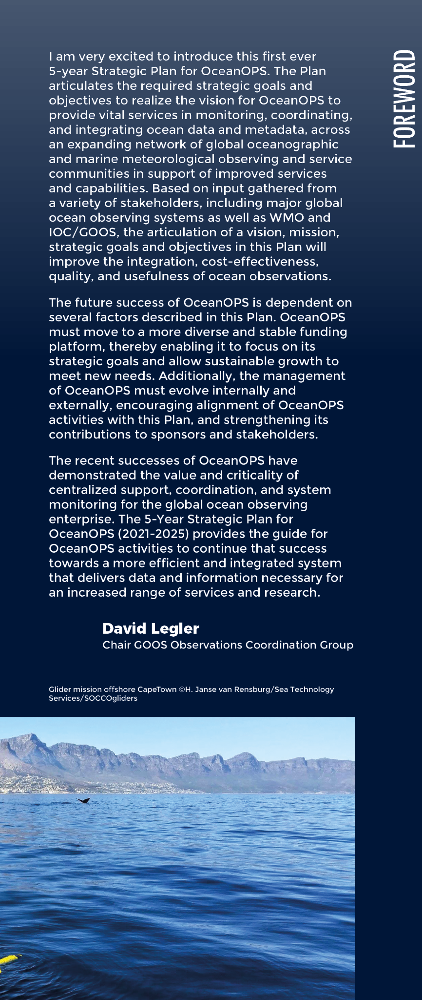 FOREWORD
I am very excited to introduce this first ever
5-year Strategic Plan for OceanOPS. The Plan
articulates the required strategic goals and
objectives to realize the vision for OceanOPS to
provide vital services in monitoring, coordinating,
and integrating ocean data and metadata, across
an expanding network of global oceanographic
and marine meteorological observing and service
communities in support of improved services
and capabilities. Based on input gathered from
a variety of stakeholders, including major global
ocean observing systems as well as WMO and
IOC/GOOS, the articulation of a vision, mission,
strategic goals and objectives in this Plan will
improve the integration, cost-effectiveness,
quality, and usefulness of ocean observations.
The future success of OceanOPS is dependent on
several factors described in this Plan. OceanOPS
must move to a more diverse and stable funding
platform, thereby enabling it to focus on its
strategic goals and allow sustainable growth to
meet new needs. Additionally, the management
of OceanOPS must evolve internally and
externally, encouraging alignment of OceanOPS
activities with this Plan, and strengthening its
contributions to sponsors and stakeholders.
The recent successes of OceanOPS have
demonstrated the value and criticality of
centralized support, coordination, and system
monitoring for the global ocean observing
enterprise. The 5-Year Strategic Plan for
OceanOPS (2021-2025) provides the guide for
OceanOPS activities to continue that success
towards a more efficient and integrated system
that delivers data and information necessary for
an increased range of services and research.
David Legler
Chair GOOS Observations Coordination Group
Glider mission offshore CapeTown ©H. Janse van Rensburg/Sea Technology
Services/SOCCOgliders